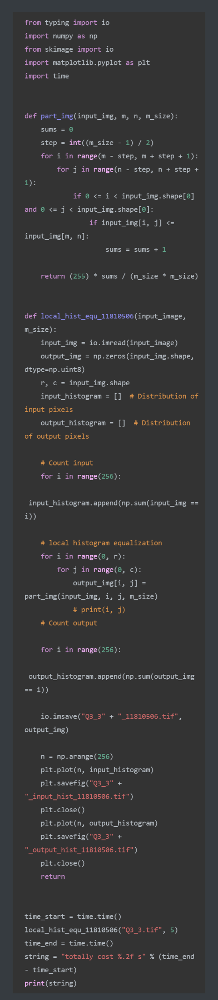 from typing import io
import numpy as np
from skimage import io
import matplotlib.pyplot as plt
import time
def part_img(input_img, m, n, m_size):
    sums = 0
    step = int((m_size - 1) / 2)
    for i in range(m - step, m + step + 1):
        for j in range(n - step, n + step +
1):
            if 0 <= i < input_img.shape[0]
and 0 <= j < input_img.shape[0]:
                if input_img[i, j] <=
input_img[m, n]:
                    sums = sums + 1
    return (255) * sums / (m_size * m_size)
def local_hist_equ_11810506(input_image,
m_size):
    input_img = io.imread(input_image)
    output_img = np.zeros(input_img.shape,
dtype=np.uint8)
    r, c = input_img.shape
    input_histogram = []  # Distribution of
input pixels
    output_histogram = []  # Distribution
of output pixels
    # Count input
    for i in range(256):
 input_histogram.append(np.sum(input_img ==
i))
    # local histogram equalization
    for i in range(0, r):
        for j in range(0, c):
            output_img[i, j] =
part_img(input_img, i, j, m_size)
            # print(i, j)
    # Count output
    for i in range(256):
 output_histogram.append(np.sum(output_img
== i))
    io.imsave("Q3_3" + "_11810506.tif",
output_img)
    n = np.arange(256)
    plt.plot(n, input_histogram)
    plt.savefig("Q3_3" +
"_input_hist_11810506.tif")
    plt.close()
    plt.plot(n, output_histogram)
    plt.savefig("Q3_3" +
"_output_hist_11810506.tif")
    plt.close()
    return
time_start = time.time()
local_hist_equ_11810506("Q3_3.tif", 5)
time_end = time.time()
string = "totally cost %.2f s" % (time_end
- time_start)
print(string)